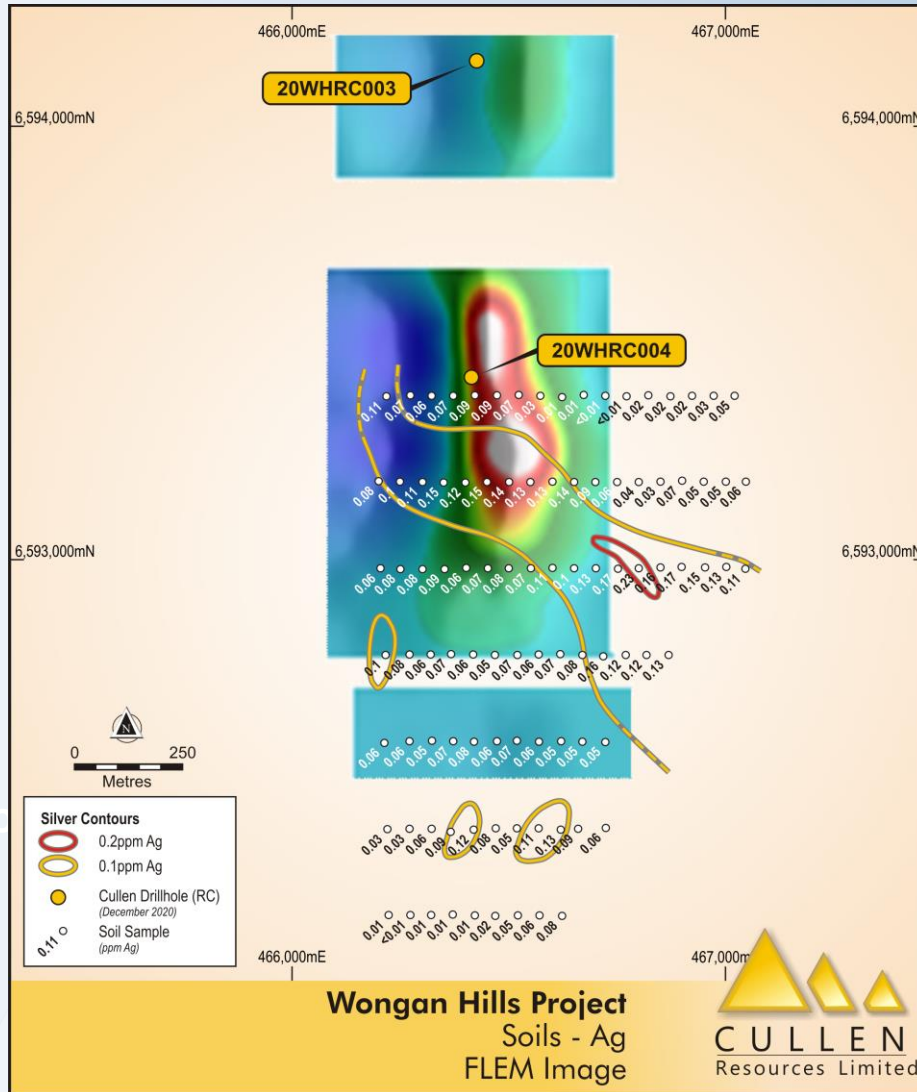 466,000mE 467,000mE
20WHRC003
6,594,000mN 6,594,000mN
20WHRC004
0.11 0.07 0.06 0.07 0.09 0.09 0.07 0.03 0.01 0.01 <0.01 <0.01 0.02 0.02 0.02 0.03 0.05
0.08 0.1 0.11 0.15 0.12 0.15 0.14 0.13 0.13 0.14 0.09 0.06 0.04 0.03 0.07 0.05 0.05 0.06
6,593,000mN 6,593,000mN
0.06 0.08 0.08 0.09 0.06 0.07 0.08 0.07 0.11 0.1 0.13 0.17 0.23 0.16 0.17 0.15 0.13 0.11
0.1 0.08 0.06 0.07 0.06 0.05 0.07 0.06 0.07 0.08 0.16 0.12 0.12 0.13
0.06 0.06 0.05 0.07 0.08 0.06 0.07 0.06 0.05 0.05 0.05
N
0 250
Metres
0.03 0.03 0.06 0.09 0.12 0.08 0.05 0.11 0.13 0.09 0.06
0.01 <0.01 0.01 0.01 0.01 0.02 0.05 0.06 0.08
Silver Contours
0.2ppm Ag
0.1ppm Ag
Cullen Drillhole (RC)
(December 2020)
0.11 Soil Sample
(ppm Ag)
466,000mE 467,000m
Wongan Hills Project
Soils - Ag
FLEM Image
CULLEN
Resources Limited